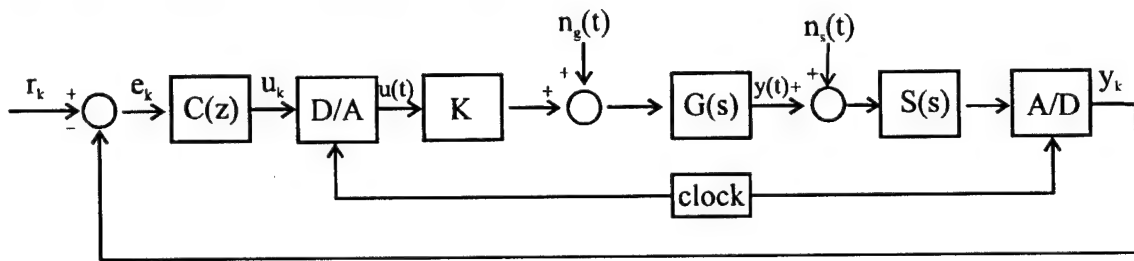 n_g(t)
n_s(t)
r_k
+
−
e_k
C(z)
u_k
D/A
u(t)
K
+
+
G(s)
y(t)+
+
S(s)
A/D
y_k
clock